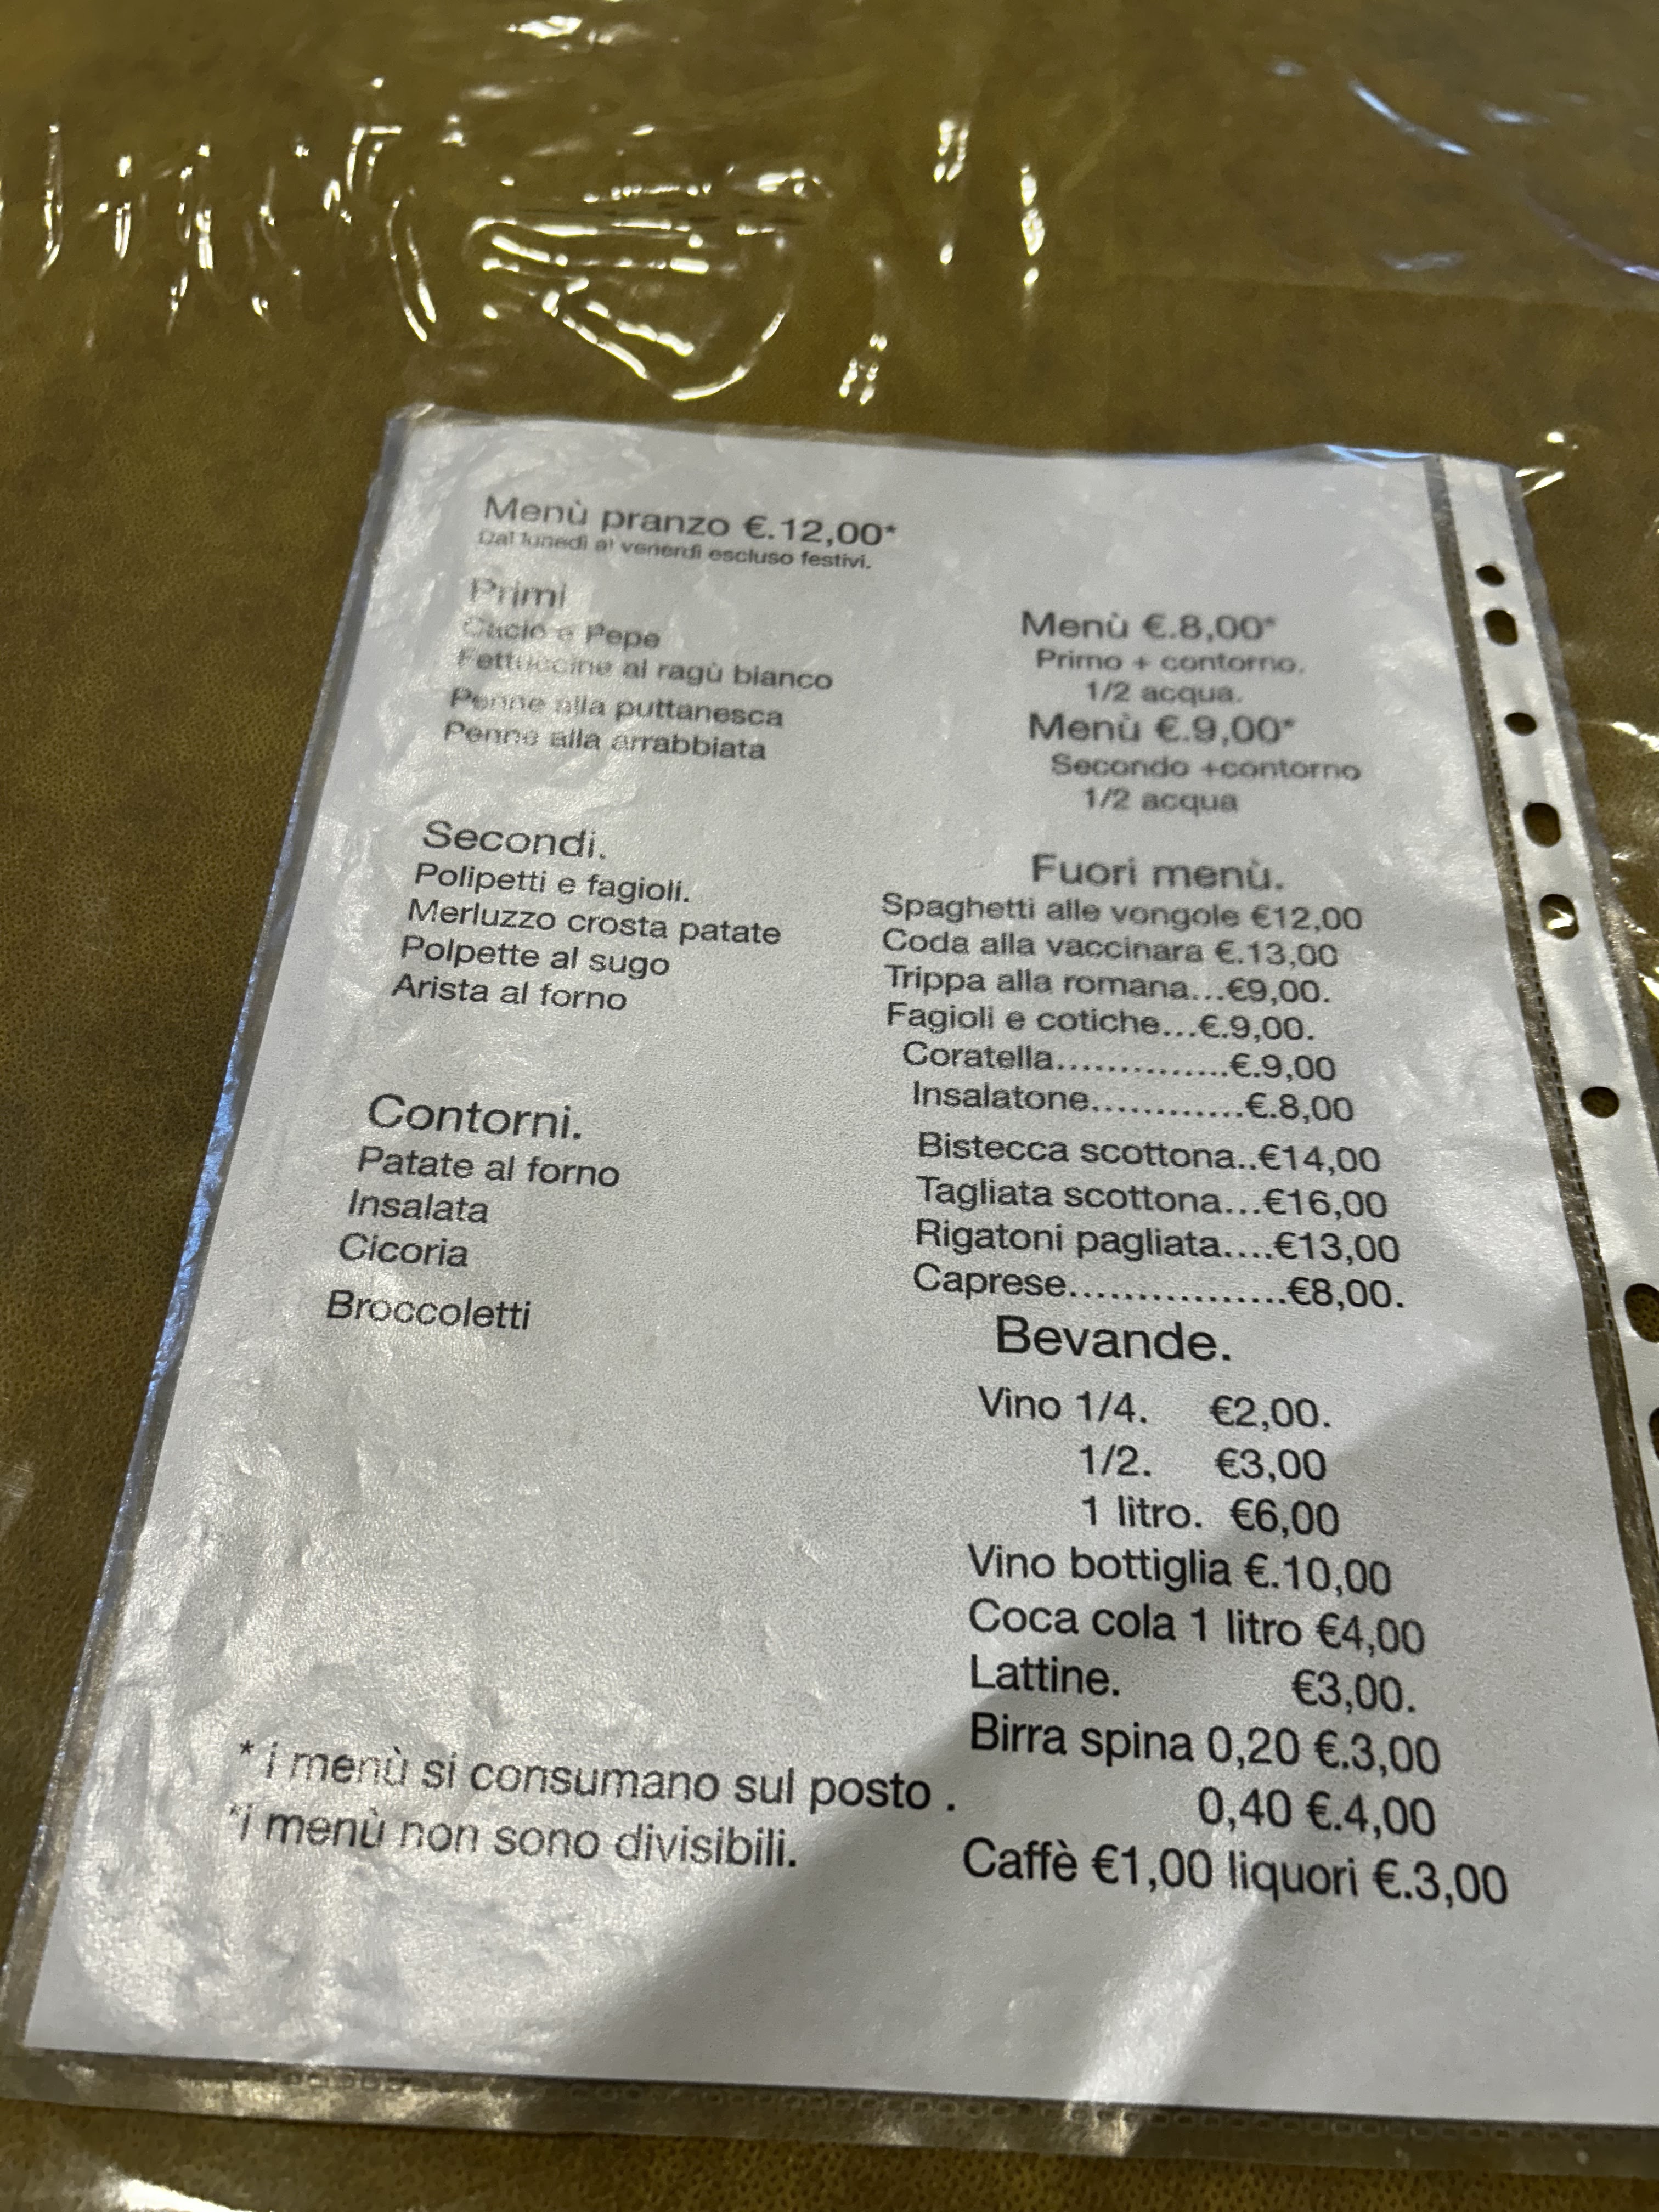 Menù pranzo €.12,00*
Dal lunedì al venerdì escluso festivi.
Primi
Cacio e Pepe
Fettuccine al ragù bianco
Penne alla puttanesca
Penne alla arrabbiata
Secondi.
Polipetti e fagioli.
Merluzzo crosta patate
Polpette al sugo
Arista al forno
Contorni.
Patate al forno
Insalata
Cicoria
Broccoletti
Menù €.8,00*
Primo + contorno.
1/2 acqua.
Menù €.9,00*
Secondo +contorno
1/2 acqua
Fuori menù.
Spaghetti alle vongole €12,00
Coda alla vaccinara €.13,00
Trippa alla romana...€9,00.
Fagioli e cotiche...€.9,00.
Coratella...............€.9,00
Insalatone.............€.8,00
Bistecca scottona..€14,00
Tagliata scottona...€16,00
Rigatoni pagliata....€13,00
Caprese.................€8,00.
Bevande.
Vino 1/4. €2,00.
1/2. €3,00
1 litro. €6,00
Vino bottiglia €.10,00
Coca cola 1 litro €4,00
Lattine. €3,00.
Birra spina 0,20 €.3,00
0,40 €.4,00
Caffè €1,00 liquori €.3,00
* i menù si consumano sul posto .
*i menù non sono divisibili.